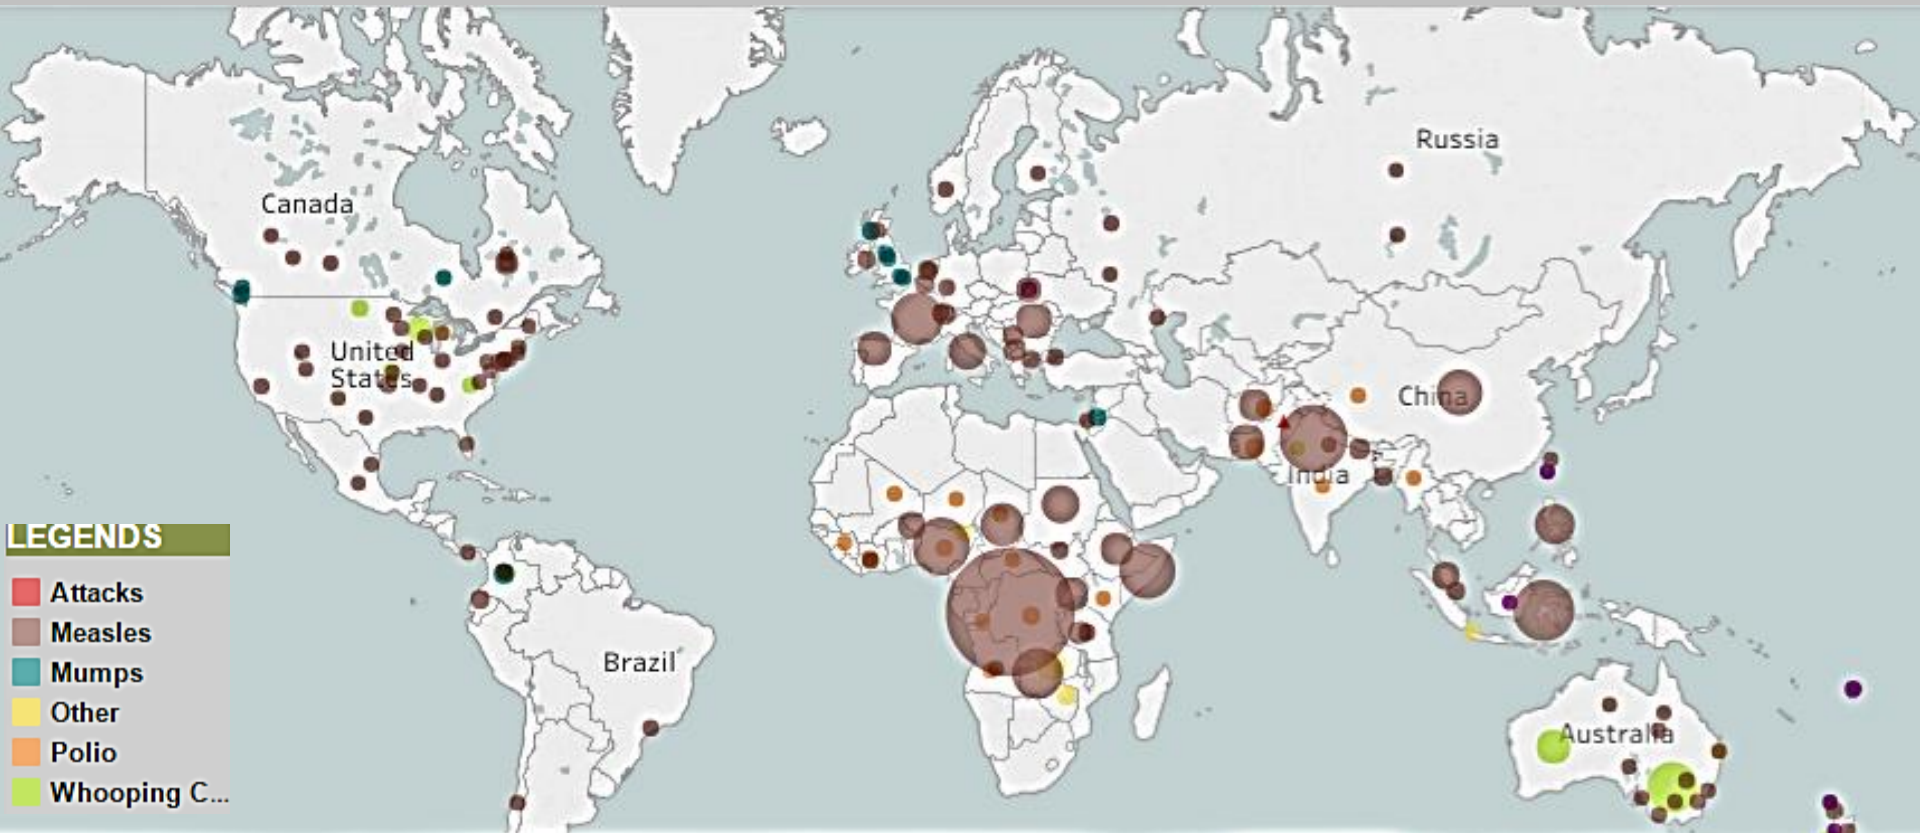 Russia
Canada
United
States
China
India
LEGENDS
Attacks
Measles
Mumps
Other
Polio
Whooping C...
Brazil
Australia